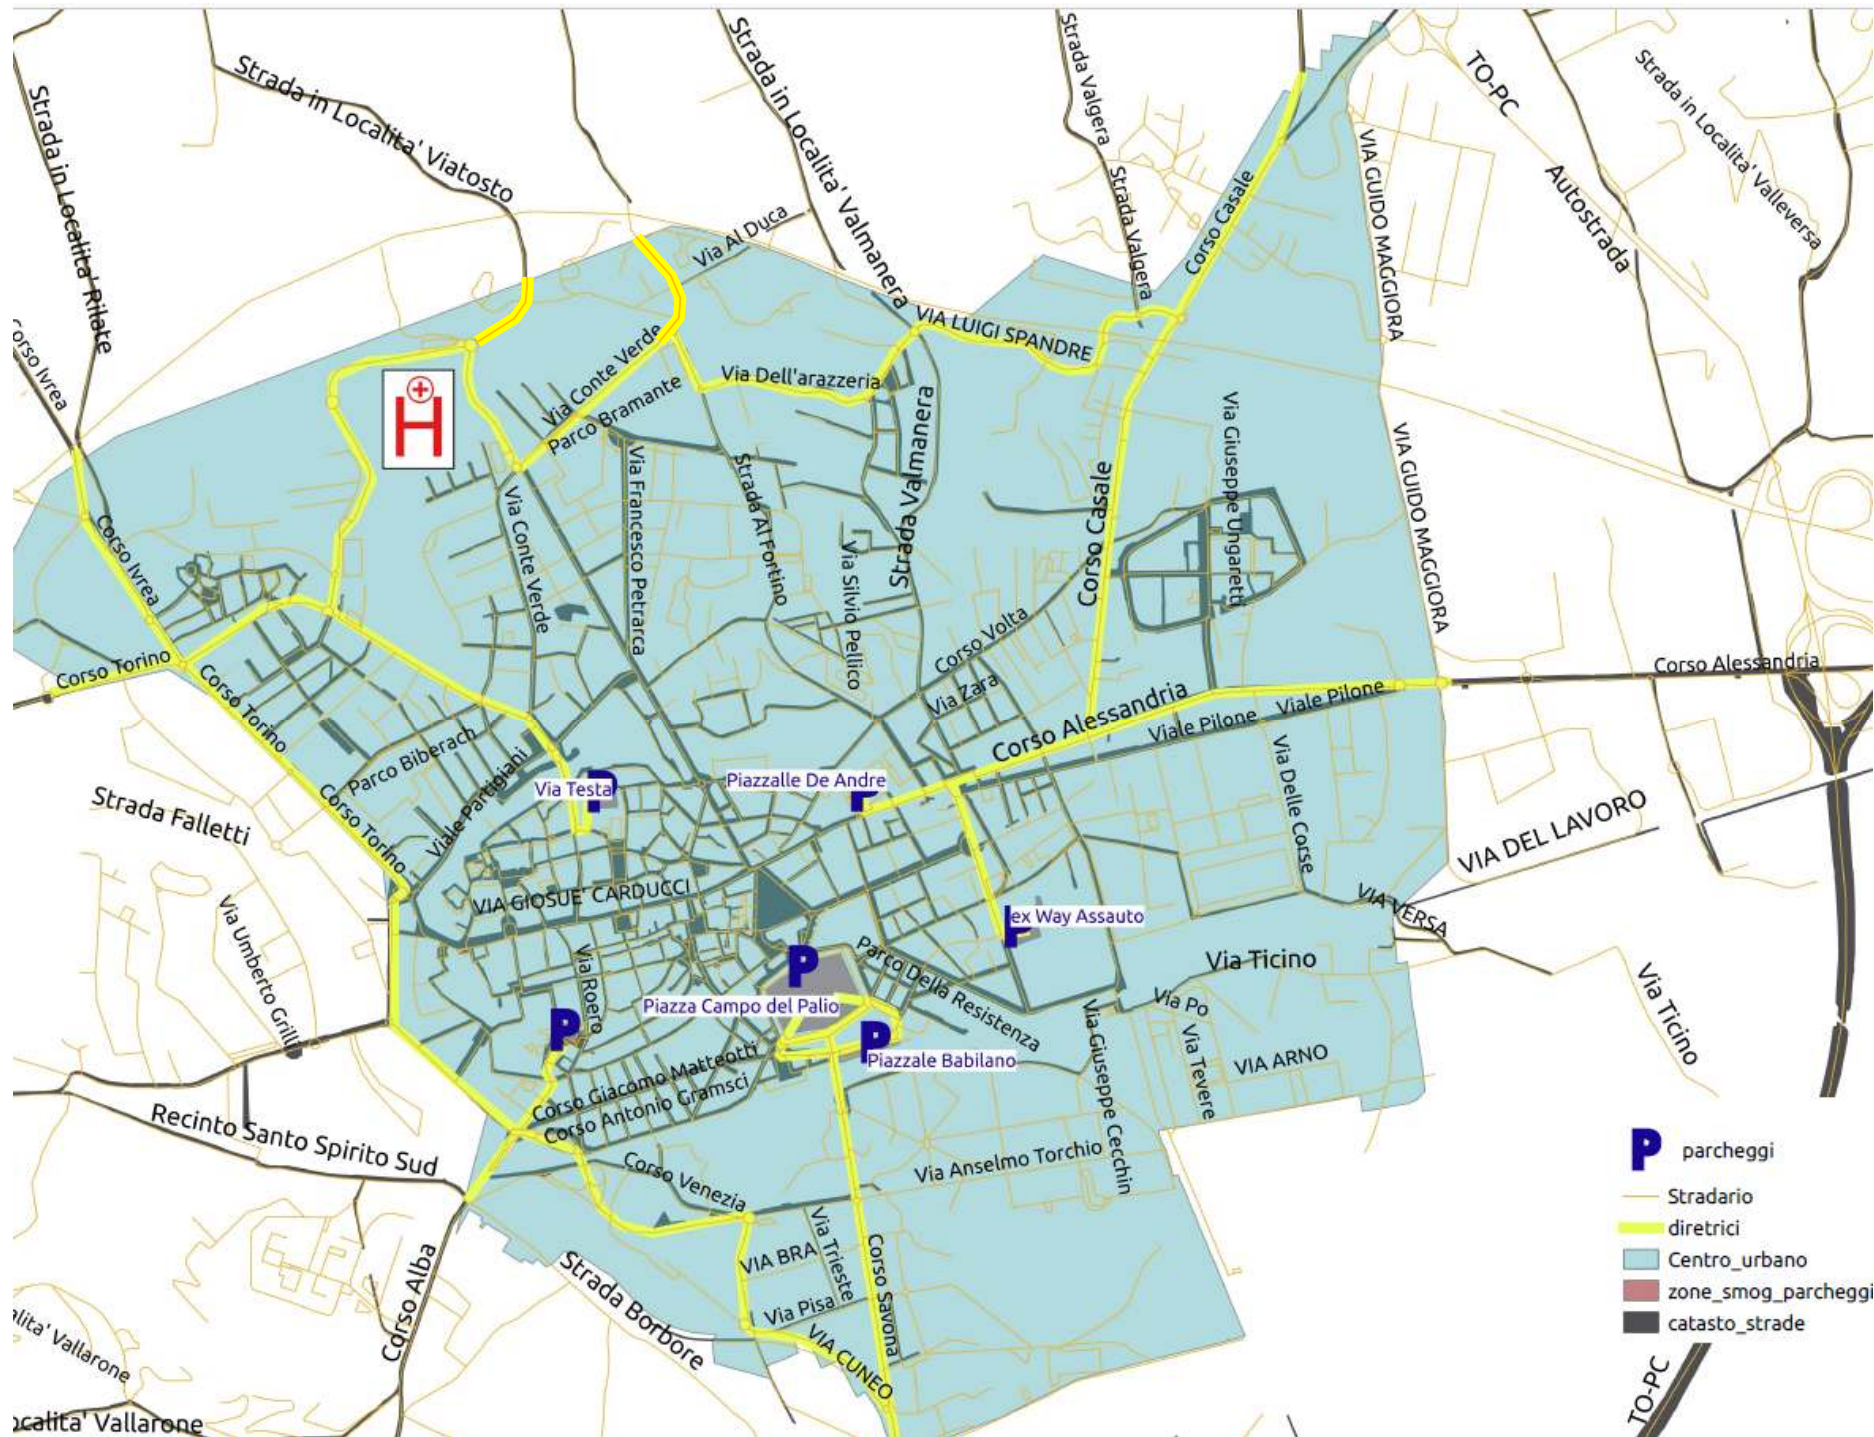 Strada in Localita' Viatosto
Strada in Localita' Valmanera
Strada Valgera
TO-PC
Strada in Localita' Valleversa
Strada in Localita' Rilate
VIA GUIDO MAGGIORA
Autostrada
Strada Valgera
Corso Casale
Via Al Duca
VIA LUIGI SPANDRE
Corso Ivrea
Via Conte Verde
Via Dell'arazzeria
Parco Bramante
H
Strade Valmanera
Via Giuseppe Ungaretti
VIA GUIDO MAGGIORA
Via Francesco Petrarca
Strada Al Fortino
Corso Casale
Corso Ivrea
Via Conte Verde
Via Silvio Pellico
Corso Volta
Corso Torino
Corso Torino
Via Zara
Corso Alessandria
Corso Alessandria
Viale Pilone
Viale Pilone
Parco Biberach
Viale Partigiani
Via Testa
P
Piazzalle De Andre
P
Via Delle Corse
Strada Falletti
Corso Torino
VIA DEL LAVORO
VIA GIOSUE' CARDUCCI
VIA VERSA
ex Way Assauto
P
Via Umberto Grilli
Via Roero
P
Parco Della Resistenza
Via Ticino
Piazza Campo del Palio
Via Po
Via Ticino
P
P
Piazzale Babilano
Via Giuseppe Cecchin
Via Tevere
VIA ARNO
Corso Giacomo Matteotti
Corso Antonio Gramsci
Recinto Santo Spirito Sud
Corso Venezia
Via Anselmo Torchio
P parcheggi
Stradario
diretrici
Centro_urbano
zone_smog_parcheggi
catasto_strade
VIA BRA
Via Trieste
Corso Savona
Corso Alba
Strada Borbore
Via Pisa
VIA CUNEO
alita' Vallarone
ocalita' Vallarone
TO-PC